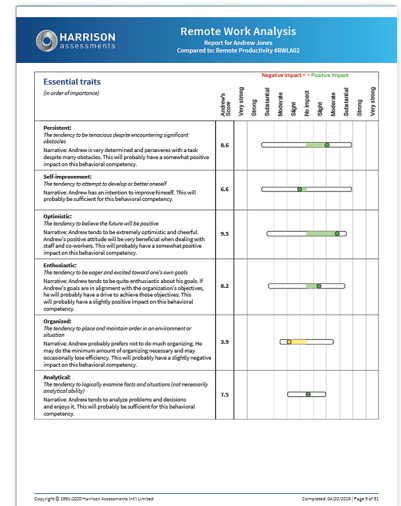 HARRISON
assessments
Remote Work Analysis
Report for Andrew Jones
Compared to: Remote Productivity #RWLA02
Essential traits
(in order of importance)
Negative Impact < > Positive Impact
Andrew's Score
Very strong
Strong
Substantial
Moderate
Slight
No impact
Slight
Moderate
Substantial
Strong
Very strong
Persistent:
The tendency to be tenacious despite encountering significant
obstacles
Narrative: Andrew is very determined and perseveres with a task
despite many obstacles. This will probably have a somewhat positive
impact on this behavioral competency.
8.6
Self-improvement:
The tendency to attempt to develop or better oneself
Narrative: Andrew has an intention to improve himself. This will
probably be sufficient for this behavioral competency.
6.6
Optimistic:
The tendency to believe the future will be positive
Narrative: Andrew tends to be extremely optimistic and cheerful.
Andrew's positive attitude will be very beneficial when dealing with
staff and co-workers. This will probably have a somewhat positive
impact on this behavioral competency.
9.5
Enthusiastic:
The tendency to be eager and excited toward one's own goals
Narrative: Andrew tends to be quite enthusiastic about his goals. If
Andrew's goals are in alignment with the organization's objectives,
he will probably have a drive to achieve those objectives. This
will probably have a slightly positive impact on this behavioral
competency.
8.2
Organized:
The tendency to place and maintain order in an environment or
situation
Narrative: Andrew probably prefers not to do much organizing. He
may do the minimum amount of organizing necessary and may
occasionally lose efficiency. This will probably have a slightly negative
impact on this behavioral competency.
3.9
Analytical:
The tendency to logically examine facts and situations (not necessarily
analytical ability)
Narrative: Andrew tends to analyze problems and decisions
and enjoys it. This will probably be sufficient for this behavioral
competency.
7.5
Copyright © 1991-2020 Harrison Assessments Int'l Limited
Completed: 04/20/2019 | Page 5 of 31